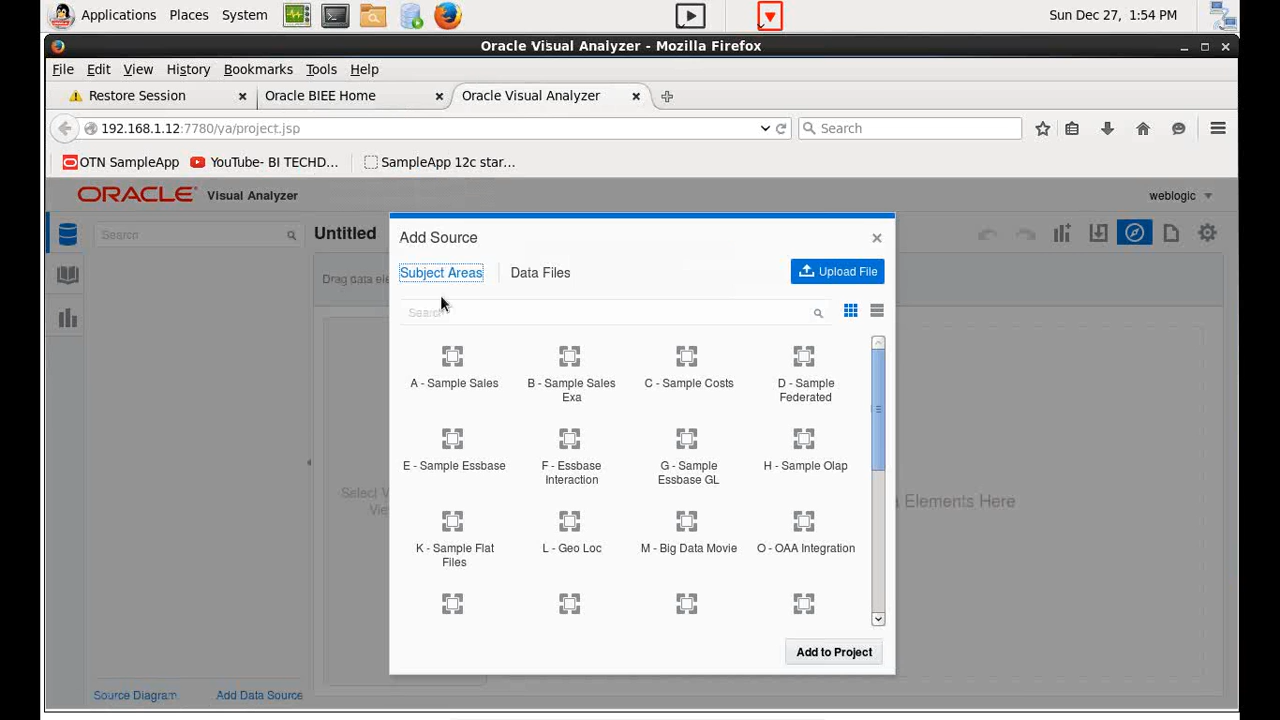 Applications Places System
Sun Dec 27, 1:54 PM
Oracle Visual Analyzer - Mozilla Firefox
File Edit View History Bookmarks Tools Help
Restore Session
Oracle BIEE Home
Oracle Visual Analyzer
192.168.1.12:7780/va/project.jsp
Search
OTN SampleApp
YouTube- BI TECHD...
SampleApp 12c star...
ORACLE Visual Analyzer
weblogic
Search
Untitled
Drag data ele
Select V
Vie
Elements Here
Source Diagram
Add Data Source
Add Source
Subject Areas
Data Files
Upload File
Search
A - Sample Sales
B - Sample Sales
Exa
C - Sample Costs
D - Sample
Federated
E - Sample Essbase
F - Essbase
Interaction
G - Sample
Essbase GL
H - Sample Olap
K - Sample Flat
Files
L - Geo Loc
M - Big Data Movie
O - OAA Integration
Add to Project